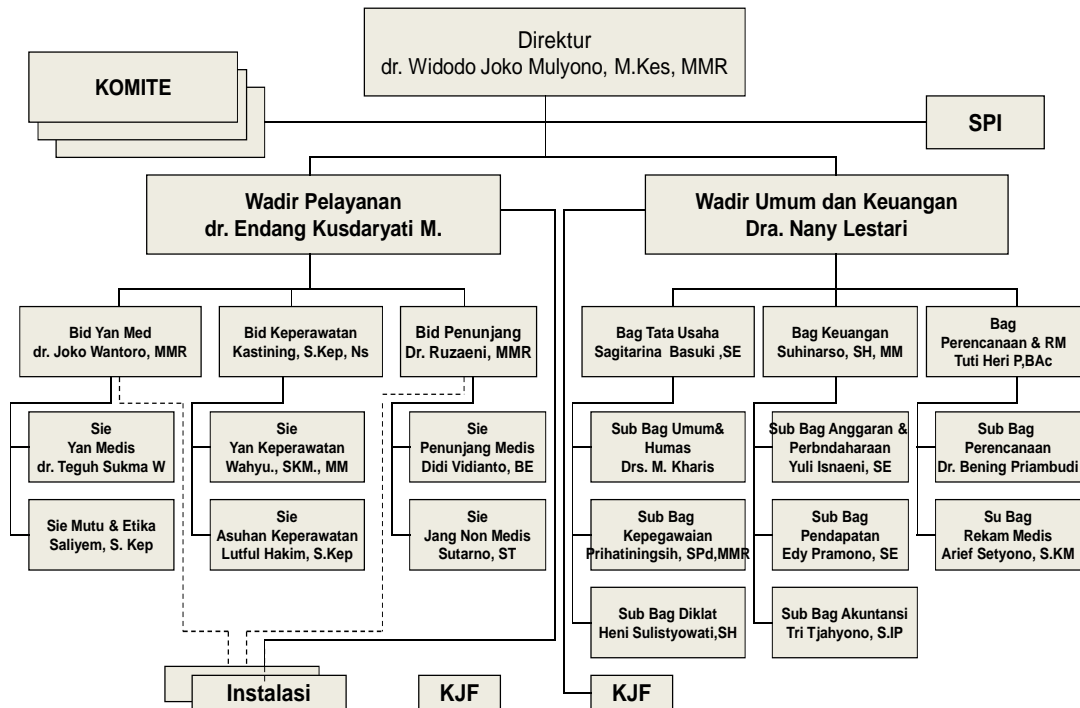 Direktur
dr. Widodo Joko Mulyono, M.Kes, MMR
KOMITE
SPI
Wadir Pelayanan
dr. Endang Kusdaryati M.
Wadir Umum dan Keuangan
Dra. Nany Lestari
Bid Yan Med
dr. Joko Wantoro, MMR
Bid Keperawatan
Kastining, S.Kep, Ns
Bid Penunjang
Dr. Ruzaeni, MMR
Bag Tata Usaha
Sagitarina Basuki ,SE
Bag Keuangan
Suhinarso, SH, MM
Bag
Perencanaan & RM
Tuti Heri P,BAc
Sie
Yan Medis
dr. Teguh Sukma W
Sie
Yan Keperawatan
Wahyu., SKM., MM
Sie
Penunjang Medis
Didi Vidianto, BE
Sub Bag Umum&
Humas
Drs. M. Kharis
Sub Bag Anggaran &
Perbndaharaan
Yuli Isnaeni, SE
Sub Bag
Perencanaan
Dr. Bening Priambudi
Sie Mutu & Etika
Saliyem, S. Kep
Sie
Asuhan Keperawatan
Lutful Hakim, S.Kep
Sie
Jang Non Medis
Sutarno, ST
Sub Bag
Kepegawaian
Prihatiningsih, SPd,MMR
Sub Bag
Pendapatan
Edy Pramono, SE
Su Bag
Rekam Medis
Arief Setyono, S.KM
Sub Bag Diklat
Heni Sulistyowati,SH
Sub Bag Akuntansi
Tri Tjahyono, S.IP
Instalasi
KJF
KJF